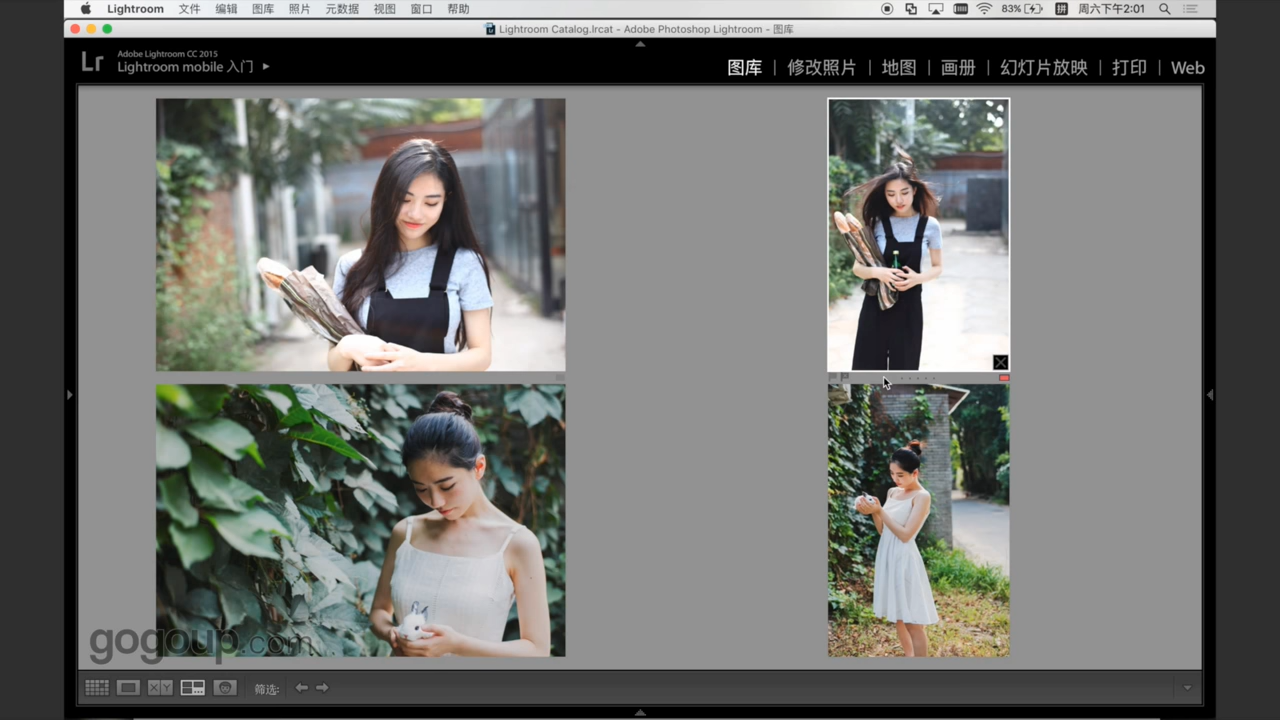 Lightroom 文件 编辑 图库 照片 元数据 视图 窗口 帮助 83% 拼 周六下午2:01
Lightroom Catalog.lrcat - Adobe Photoshop Lightroom - 图库
Lr
Adobe Lightroom CC 2015
Lightroom mobile 入门
图库 | 修改照片 | 地图 | 画册 | 幻灯片放映 | 打印 | Web
gogoup.com
XY
筛选: